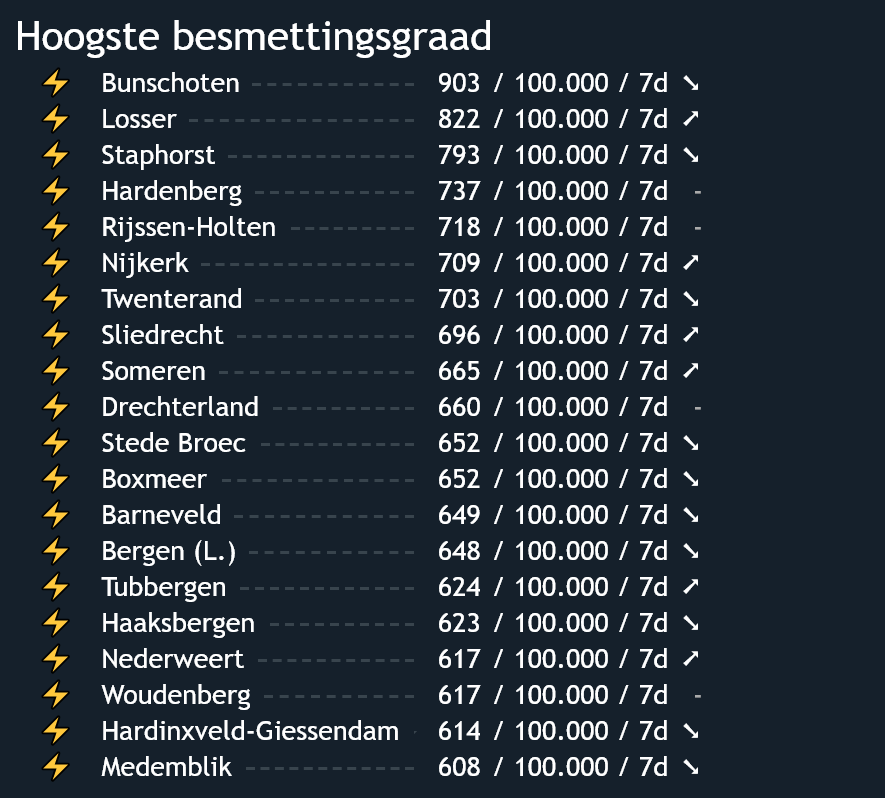 Hoogste besmettingsgraad
Bunschoten 903 / 100.000 / 7d ➘
Losser 822 / 100.000 / 7d ➚
Staphorst 793 / 100.000 / 7d ➘
Hardenberg 737 / 100.000 / 7d -
Rijssen-Holten 718 / 100.000 / 7d -
Nijkerk 709 / 100.000 / 7d ➚
Twenterand 703 / 100.000 / 7d ➘
Sliedrecht 696 / 100.000 / 7d ➚
Someren 665 / 100.000 / 7d ➚
Drechterland 660 / 100.000 / 7d -
Stede Broec 652 / 100.000 / 7d ➘
Boxmeer 652 / 100.000 / 7d ➘
Barneveld 649 / 100.000 / 7d ➘
Bergen (L.) 648 / 100.000 / 7d ➘
Tubbergen 624 / 100.000 / 7d ➚
Haaksbergen 623 / 100.000 / 7d ➘
Nederweert 617 / 100.000 / 7d ➚
Woudenberg 617 / 100.000 / 7d -
Hardinxveld-Giessendam 614 / 100.000 / 7d ➘
Medemblik 608 / 100.000 / 7d ➘